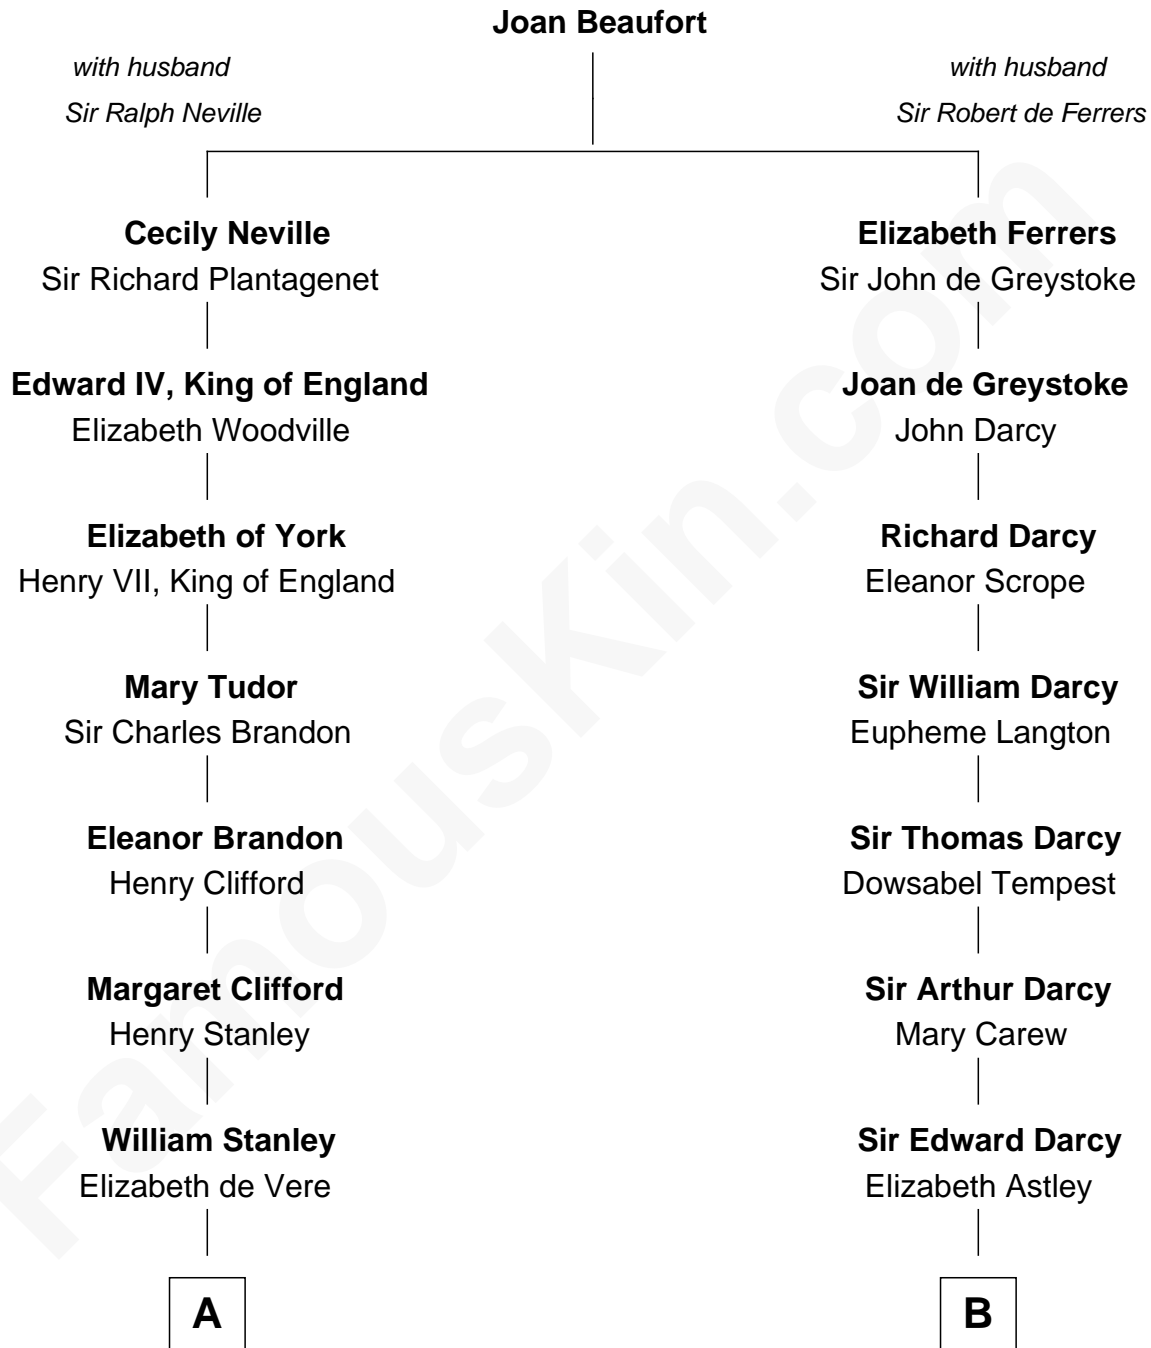 Joan Beaufort
with husband
Sir Ralph Neville
with husband
Sir Robert de Ferrers
Cecily Neville
Sir Richard Plantagenet
Edward IV, King of England
Elizabeth Woodville
Elizabeth of York
Henry VII, King of England
Mary Tudor
Sir Charles Brandon
Eleanor Brandon
Henry Clifford
Margaret Clifford
Henry Stanley
William Stanley
Elizabeth de Vere
A
Elizabeth Ferrers
Sir John de Greystoke
Joan de Greystoke
John Darcy
Richard Darcy
Eleanor Scrope
Sir William Darcy
Eupheme Langton
Sir Thomas Darcy
Dowsabel Tempest
Sir Arthur Darcy
Mary Carew
Sir Edward Darcy
Elizabeth Astley
B
FamousKin.com